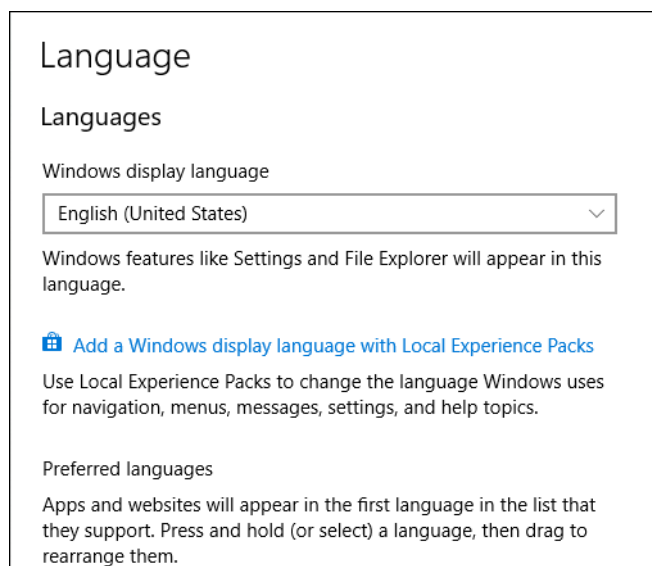 Language
Languages
Windows display language
English (United States)
Windows features like Settings and File Explorer will appear in this
language.
Add a Windows display language with Local Experience Packs
Use Local Experience Packs to change the language Windows uses
for navigation, menus, messages, settings, and help topics.
Preferred languages
Apps and websites will appear in the first language in the list that
they support. Press and hold (or select) a language, then drag to
rearrange them.